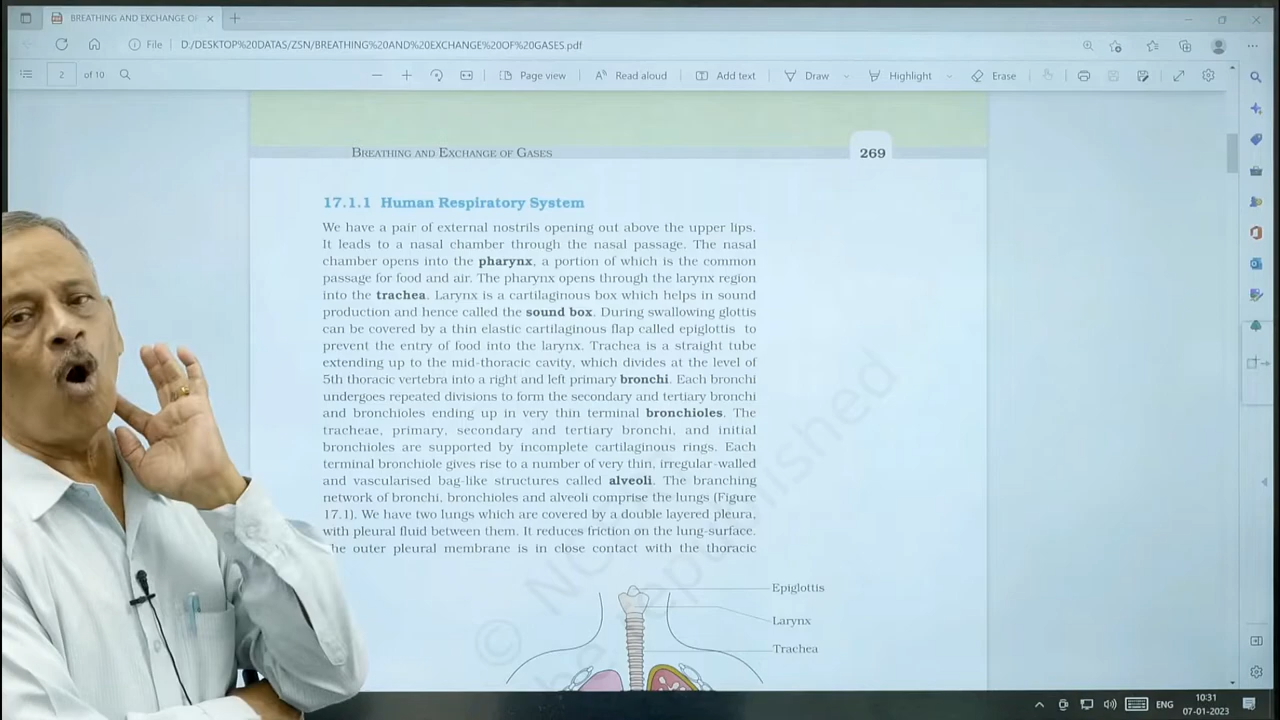 BREATHING AND EXCHANGE OF
File
D:/DESKTOP%20DATAS/ZSN/BREATHING%20AND%20EXCHANGE%20OF%20GASES.pdf
2 of 10
Page view
Read aloud
Add text
Draw
Highlight
Erase
BREATHING AND EXCHANGE OF GASES
269
17.1.1 Human Respiratory System
We have a pair of external nostrils opening out above the upper lips.
It leads to a nasal chamber through the nasal passage. The nasal
chamber opens into the pharynx, a portion of which is the common
passage for food and air. The pharynx opens through the larynx region
into the trachea. Larynx is a cartilaginous box which helps in sound
production and hence called the sound box. During swallowing glottis
can be covered by a thin elastic cartilaginous flap called epiglottis to
prevent the entry of food into the larynx. Trachea is a straight tube
extending up to the mid-thoracic cavity, which divides at the level of
5th thoracic vertebra into a right and left primary bronchi. Each bronchi
undergoes repeated divisions to form the secondary and tertiary bronchi
and bronchioles ending up in very thin terminal bronchioles. The
tracheae, primary, secondary and tertiary bronchi, and initial
bronchioles are supported by incomplete cartilaginous rings. Each
terminal bronchiole gives rise to a number of very thin, irregular-walled
and vascularised bag-like structures called alveoli. The branching
network of bronchi, bronchioles and alveoli comprise the lungs (Figure
17.1). We have two lungs which are covered by a double layered pleura,
with pleural fluid between them. It reduces friction on the lung-surface.
The outer pleural membrane is in close contact with the thoracic
Epiglottis
Larynx
Trachea
republished
ENG
10:31
07-01-2023